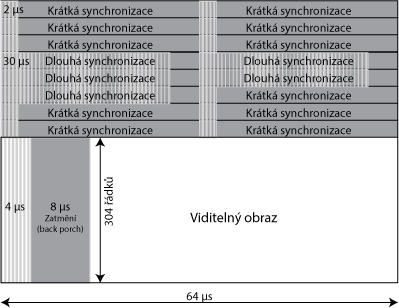 2 µs Krátká synchronizace Krátká synchronizace
Krátká synchronizace Krátká synchronizace
Krátká synchronizace Krátká synchronizace
30 µs Dlouhá synchronizace Dlouhá synchronizace
Dlouhá synchronizace Dlouhá synchronizace
Dlouhá synchronizace Krátká synchronizace
Krátká synchronizace Krátká synchronizace
Krátká synchronizace Krátká synchronizace
4 µs
8 µs
Zatmění
(back porch)
304 řádků
Viditelný obraz
64 µs